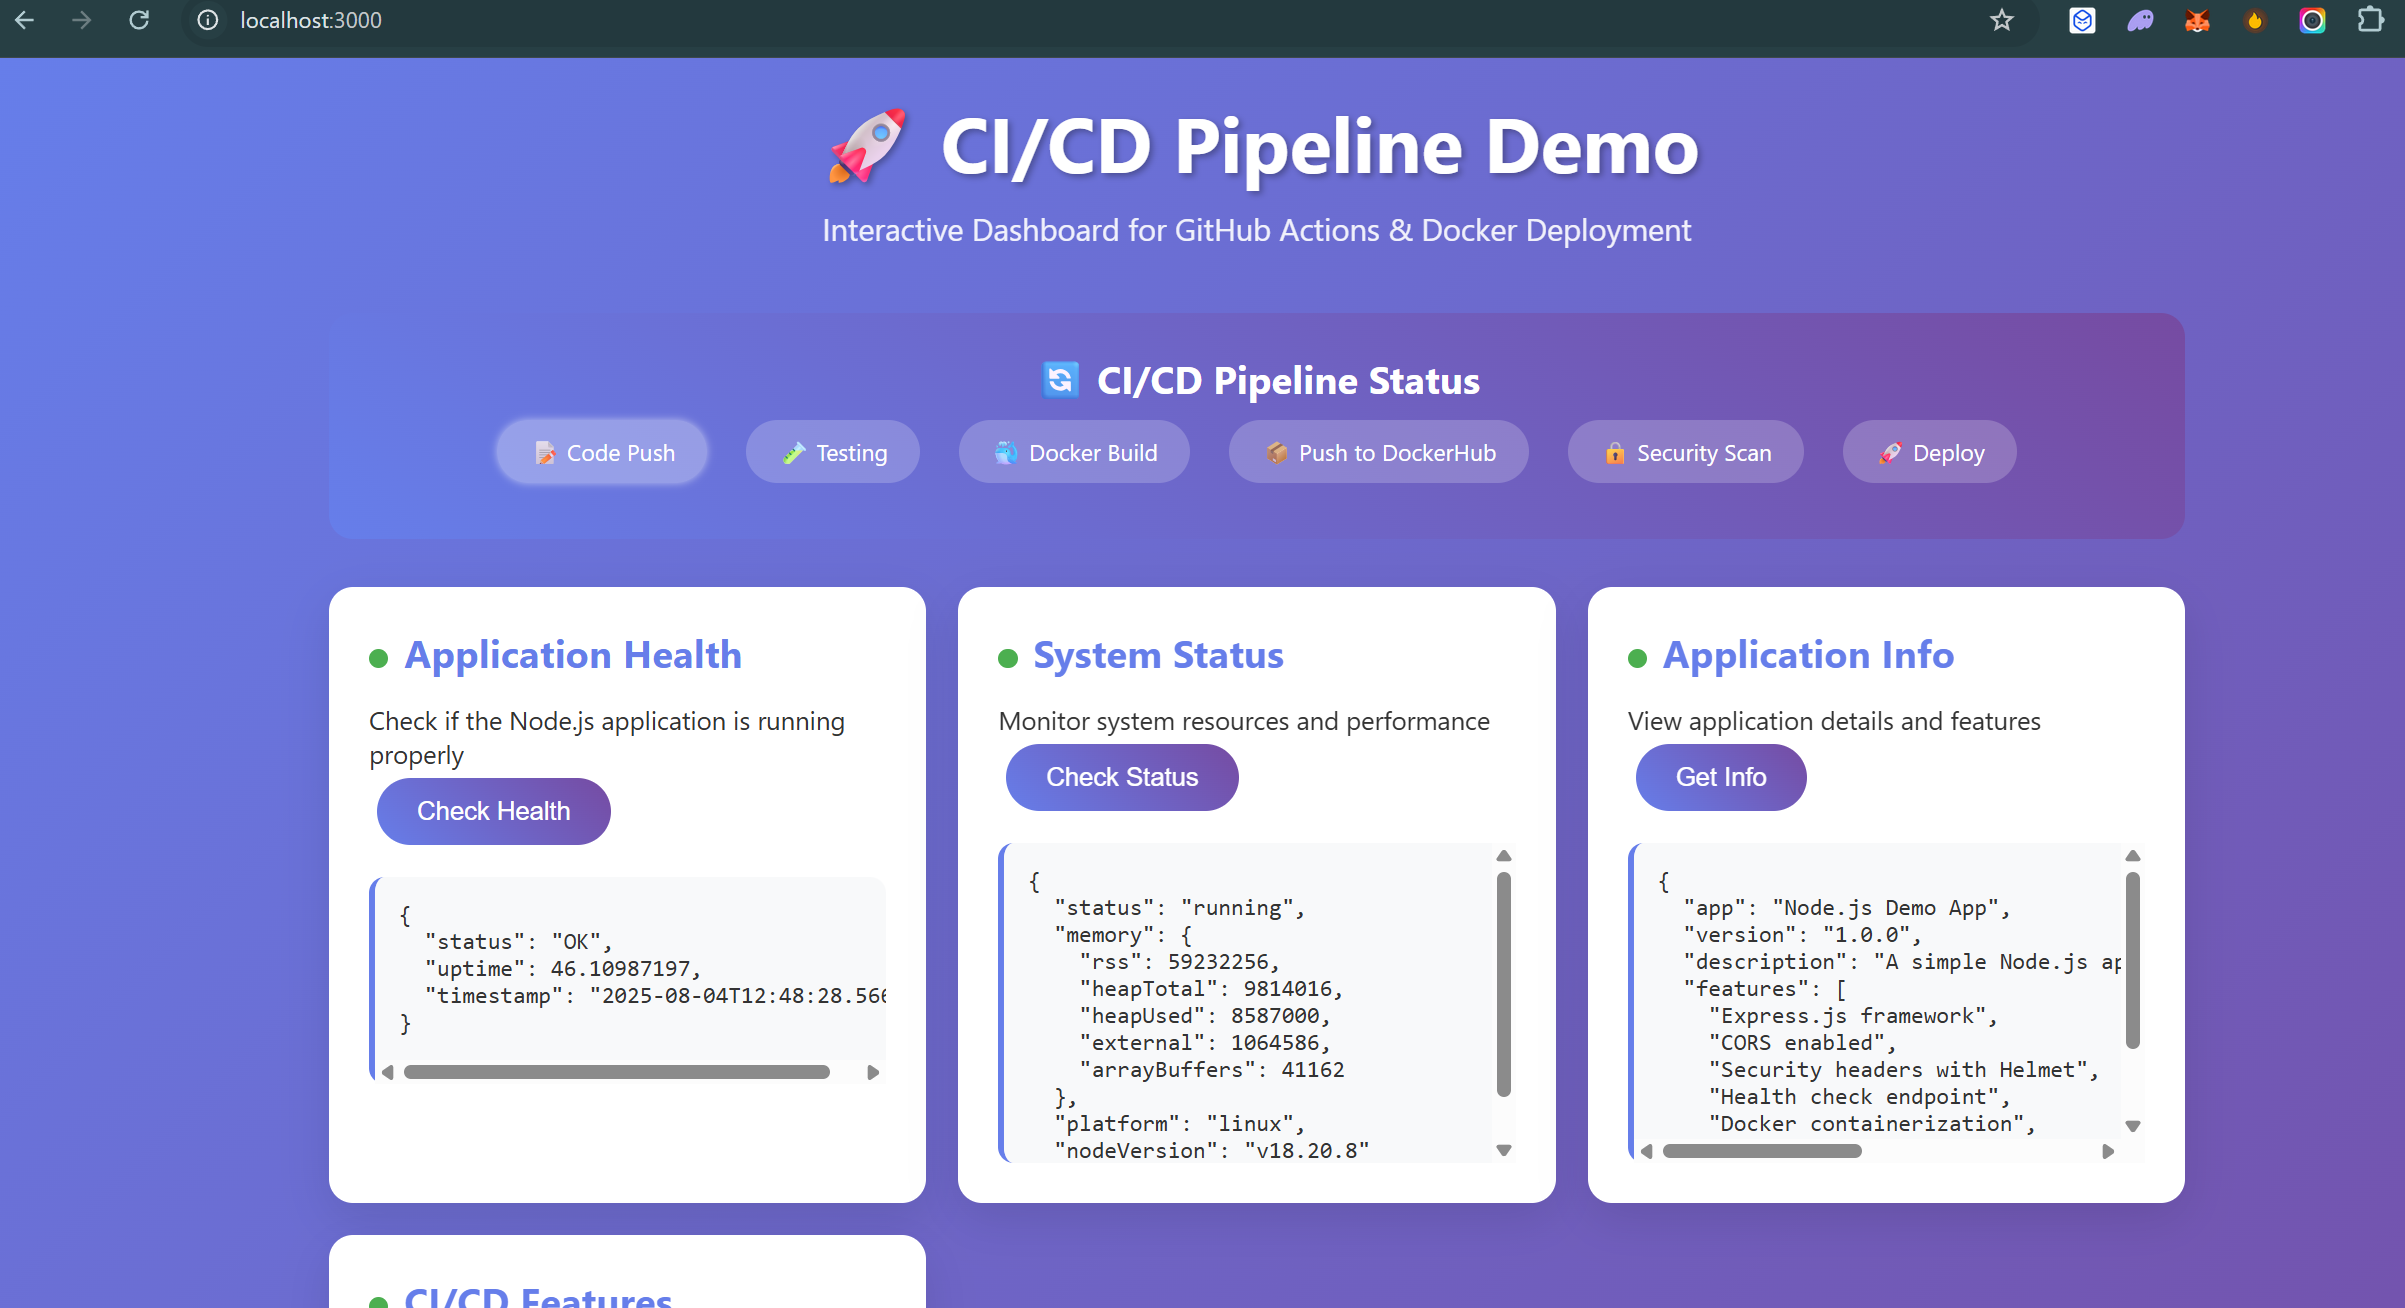 localhost:3000
🚀 CI/CD Pipeline Demo
Interactive Dashboard for GitHub Actions & Docker Deployment
🔄 CI/CD Pipeline Status
📝 Code Push
🧪 Testing
🐳 Docker Build
📦 Push to DockerHub
🔒 Security Scan
🚀 Deploy
Application Health
Check if the Node.js application is running
properly
Check Health
{
"status": "OK",
"uptime": 46.10987197,
"timestamp": "2025-08-04T12:48:28.566
}
System Status
Monitor system resources and performance
Check Status
{
"status": "running",
"memory": {
"rss": 59232256,
"heapTotal": 9814016,
"heapUsed": 8587000,
"external": 1064586,
"arrayBuffers": 41162
},
"platform": "linux",
"nodeVersion": "v18.20.8"
Application Info
View application details and features
Get Info
{
"app": "Node.js Demo App",
"version": "1.0.0",
"description": "A simple Node.js ap
"features": [
"Express.js framework",
"CORS enabled",
"Security headers with Helmet",
"Health check endpoint",
"Docker containerization",
CI/CD Features